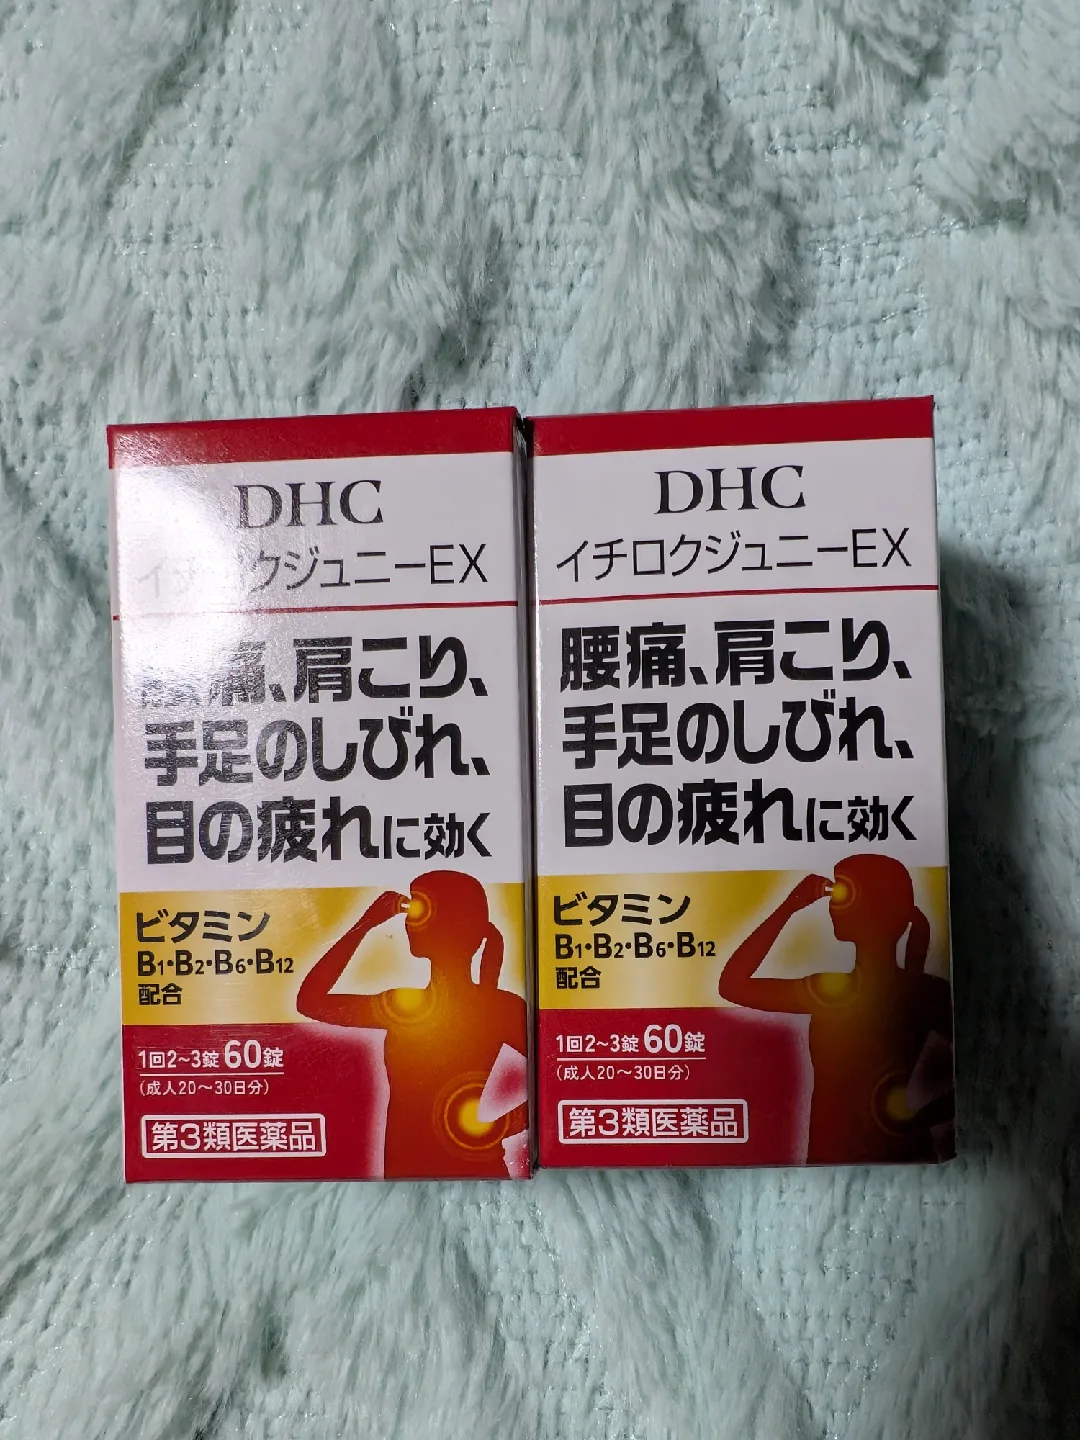 DHC
クジュニーEX
痛、肩こり、
手足のしびれ、
目の疲れに効く
ビタミン
B1・B2・B6・B12
配合
1回2～3錠 60錠
(成人20～30日分)
第3類医薬品
DHC
イチロクジュニーEX
腰痛、肩こり、
手足のしびれ、
目の疲れに効く
ビタミン
B1・B2・B6・B12
配合
1回2～3錠 60錠
(成人20～30日分)
第3類医薬品